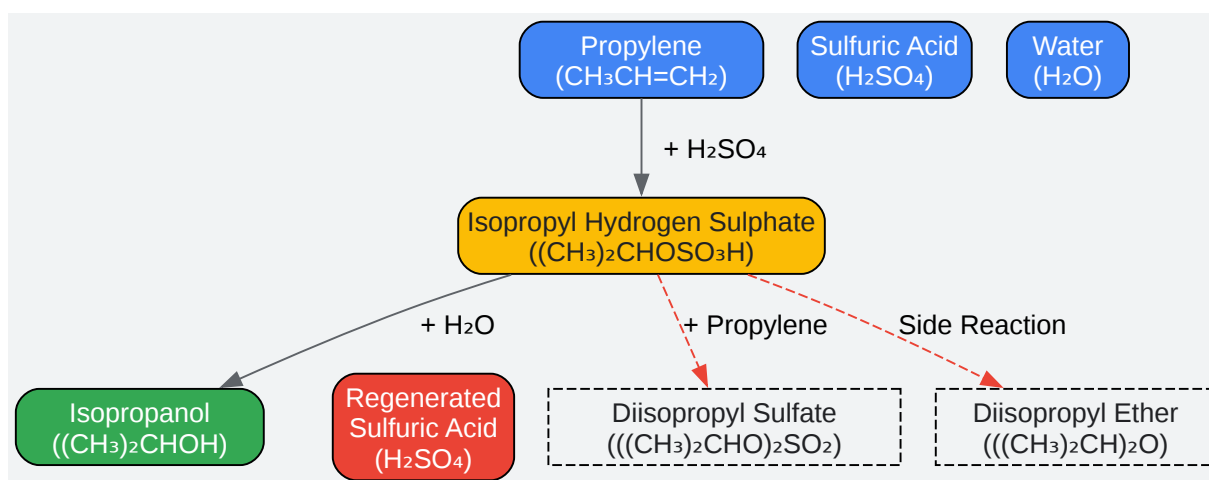 Propylene
(CH₃CH=CH₂)
Sulfuric Acid
(H₂SO₄)
Water
(H₂O)
+ H₂SO₄
Isopropyl Hydrogen Sulphate
((CH₃)₂CHOSO₃H)
+ H₂O
+ Propylene
Side Reaction
Isopropanol
((CH₃)₂CHOH)
Regenerated
Sulfuric Acid
(H₂SO₄)
Diisopropyl Sulfate
(((CH₃)₂CHO)₂SO₂)
Diisopropyl Ether
(((CH₃)₂CH)₂O)